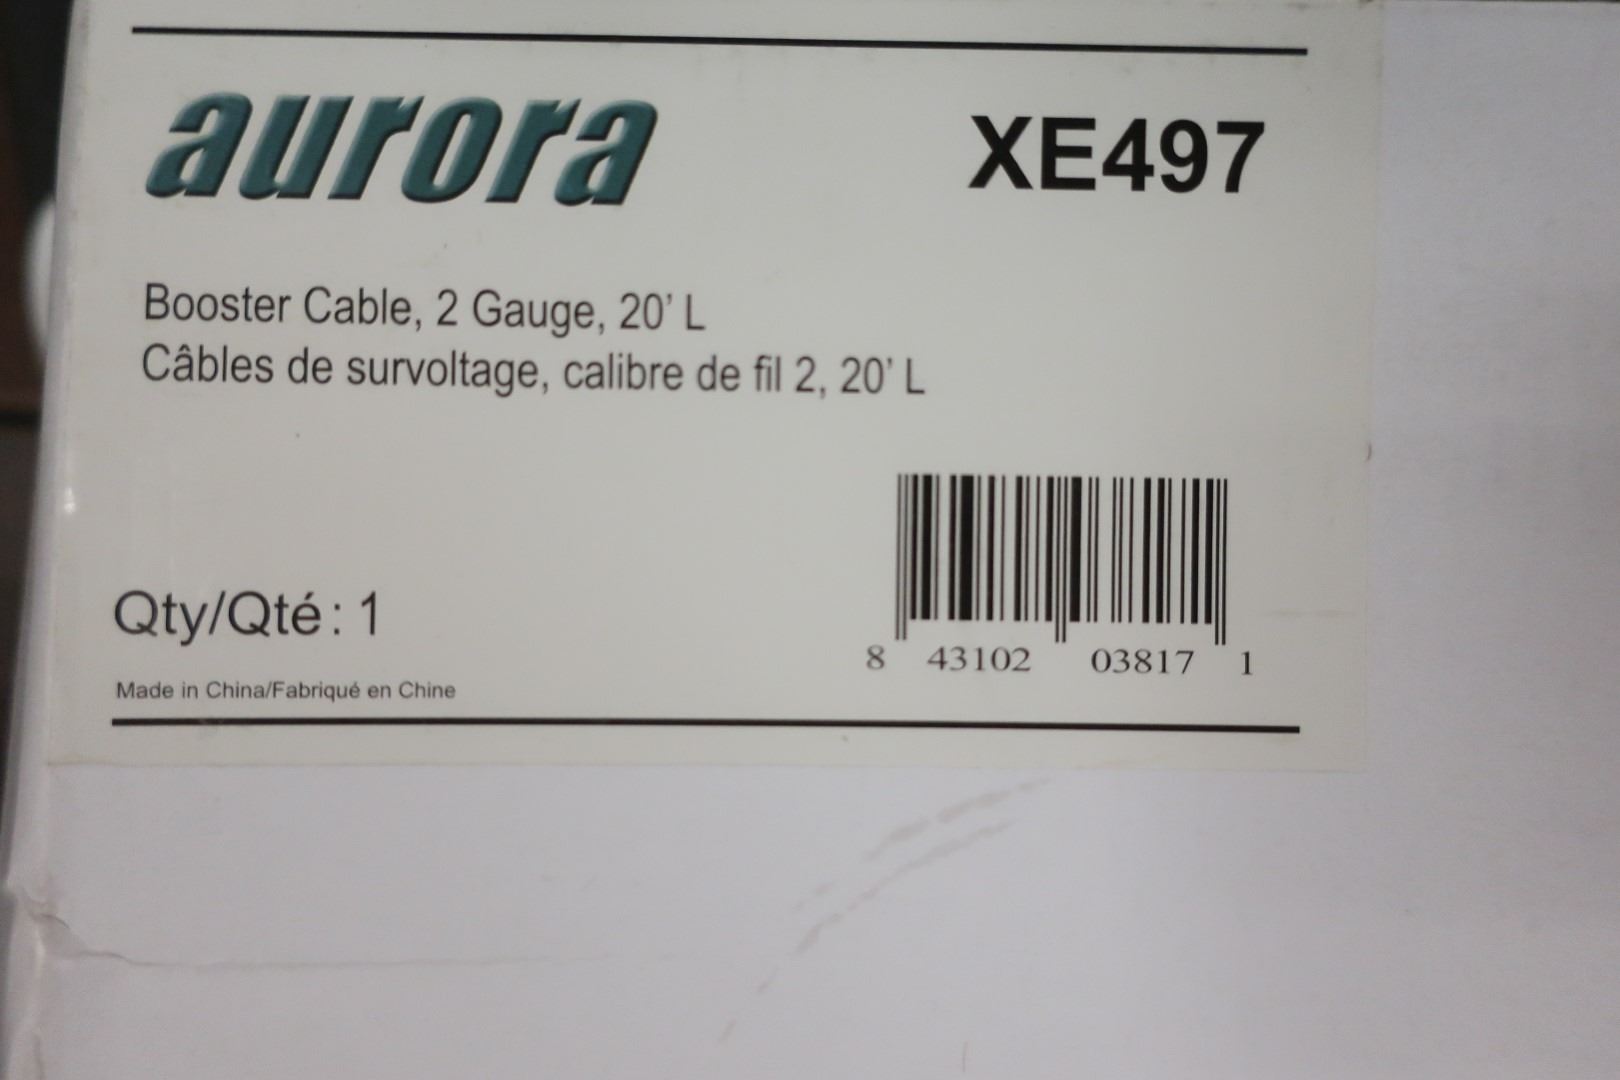 aurora XE497
Booster Cable, 2 Gauge, 20' L
Câbles de survoltage, calibre de fil 2, 20' L
Qty/Qté : 1
8 43102 03817 1
Made in China/Fabriqué en Chine